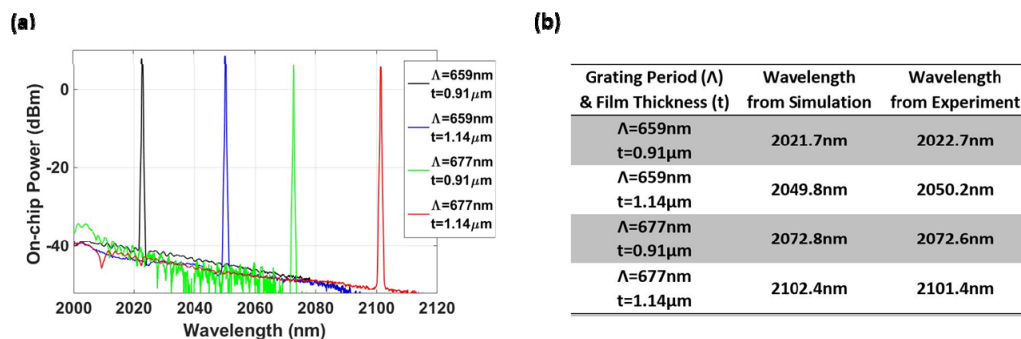 (a)
On-chip Power (dBm)
0
-20
-40
2000 2020 2040 2060 2080 2100 2120
Wavelength (nm)
Λ=659nm
t=0.91μm
Λ=659nm
t=1.14μm
Λ=677nm
t=0.91μm
Λ=677nm
t=1.14μm
(b)
Grating Period (Λ) Wavelength Wavelength
& Film Thickness (t) from Simulation from Experiment
Λ=659nm
t=0.91μm 2021.7nm 2022.7nm
Λ=659nm
t=1.14μm 2049.8nm 2050.2nm
Λ=677nm
t=0.91μm 2072.8nm 2072.6nm
Λ=677nm
t=1.14μm 2102.4nm 2101.4nm